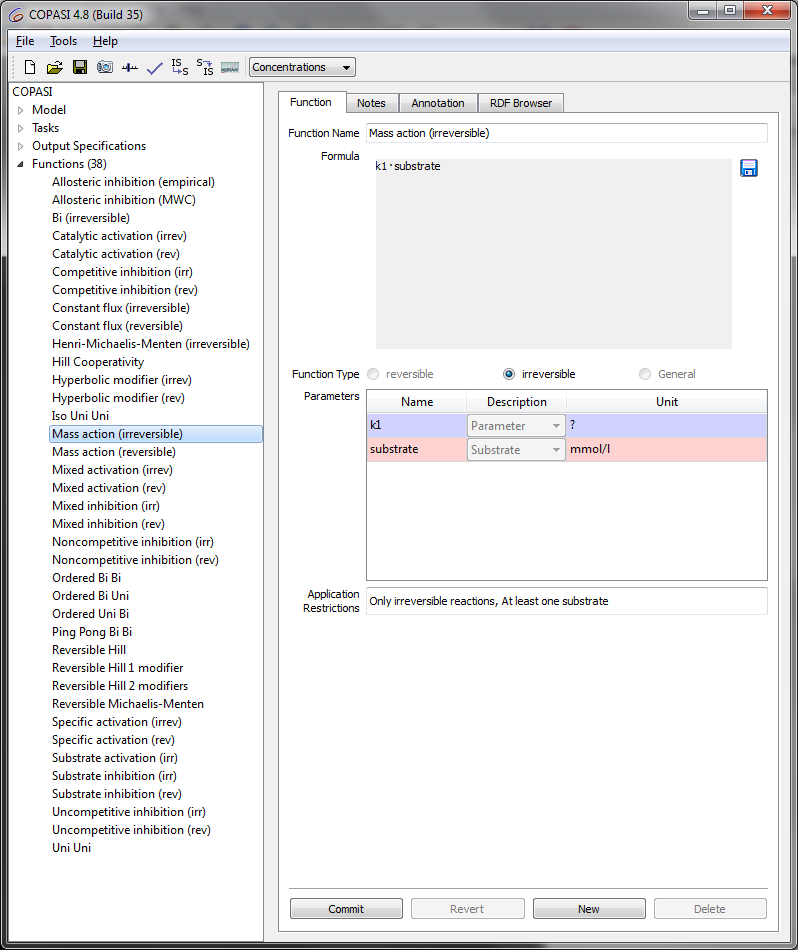 COPASI 4.8 (Build 35)
File Tools Help
IS S
S IS
Concentrations
COPASI
Model
Tasks
Output Specifications
Functions (38)
Allosteric inhibition (empirical)
Allosteric inhibition (MWC)
Bi (irreversible)
Catalytic activation (irrev)
Catalytic activation (rev)
Competitive inhibition (irr)
Competitive inhibition (rev)
Constant flux (irreversible)
Constant flux (reversible)
Henri-Michaelis-Menten (irreversible)
Hill Cooperativity
Hyperbolic modifier (irrev)
Hyperbolic modifier (rev)
Iso Uni Uni
Mass action (irreversible)
Mass action (reversible)
Mixed activation (irrev)
Mixed activation (rev)
Mixed inhibition (irr)
Mixed inhibition (rev)
Noncompetitive inhibition (irr)
Noncompetitive inhibition (rev)
Ordered Bi Bi
Ordered Bi Uni
Ordered Uni Bi
Ping Pong Bi Bi
Reversible Hill
Reversible Hill 1 modifier
Reversible Hill 2 modifiers
Reversible Michaelis-Menten
Specific activation (irrev)
Specific activation (rev)
Substrate activation (irr)
Substrate inhibition (irr)
Substrate inhibition (rev)
Uncompetitive inhibition (irr)
Uncompetitive inhibition (rev)
Uni Uni
Function Notes Annotation RDF Browser
Function Name Mass action (irreversible)
Formula
k1·substrate
Function Type reversible irreversible General
Parameters
Name Description Unit
k1 Parameter ?
substrate Substrate mmol/l
Application
Restrictions
Only irreversible reactions, At least one substrate
Commit Revert New Delete